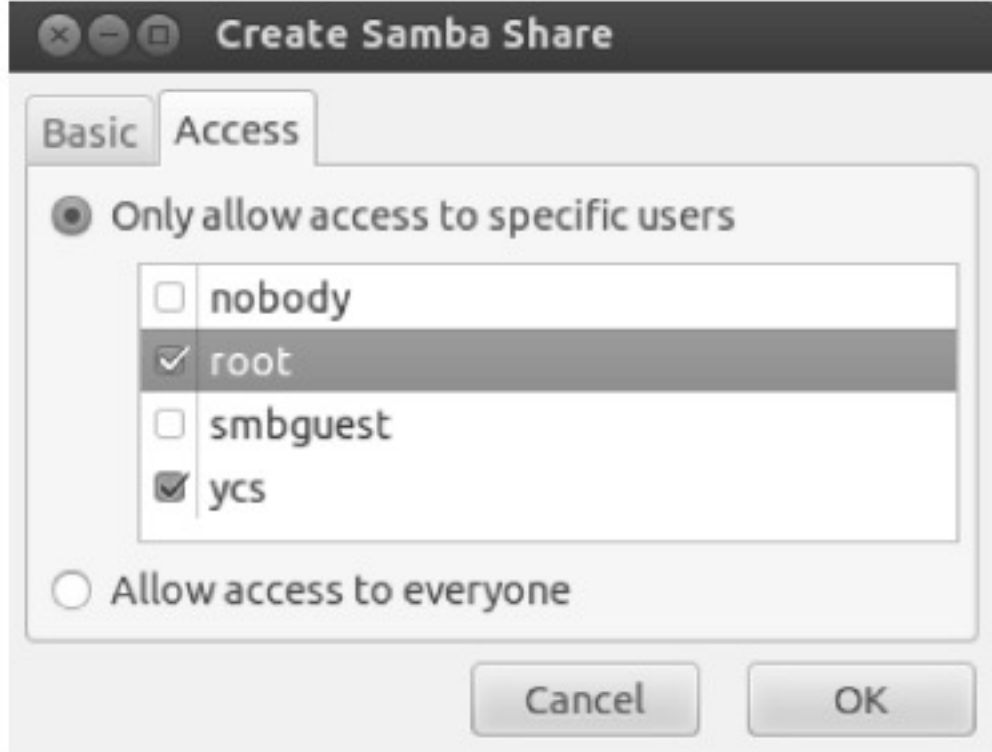 Create Samba Share
Basic Access
Only allow access to specific users
nobody
root
smbguest
ycs
Allow access to everyone
Cancel OK